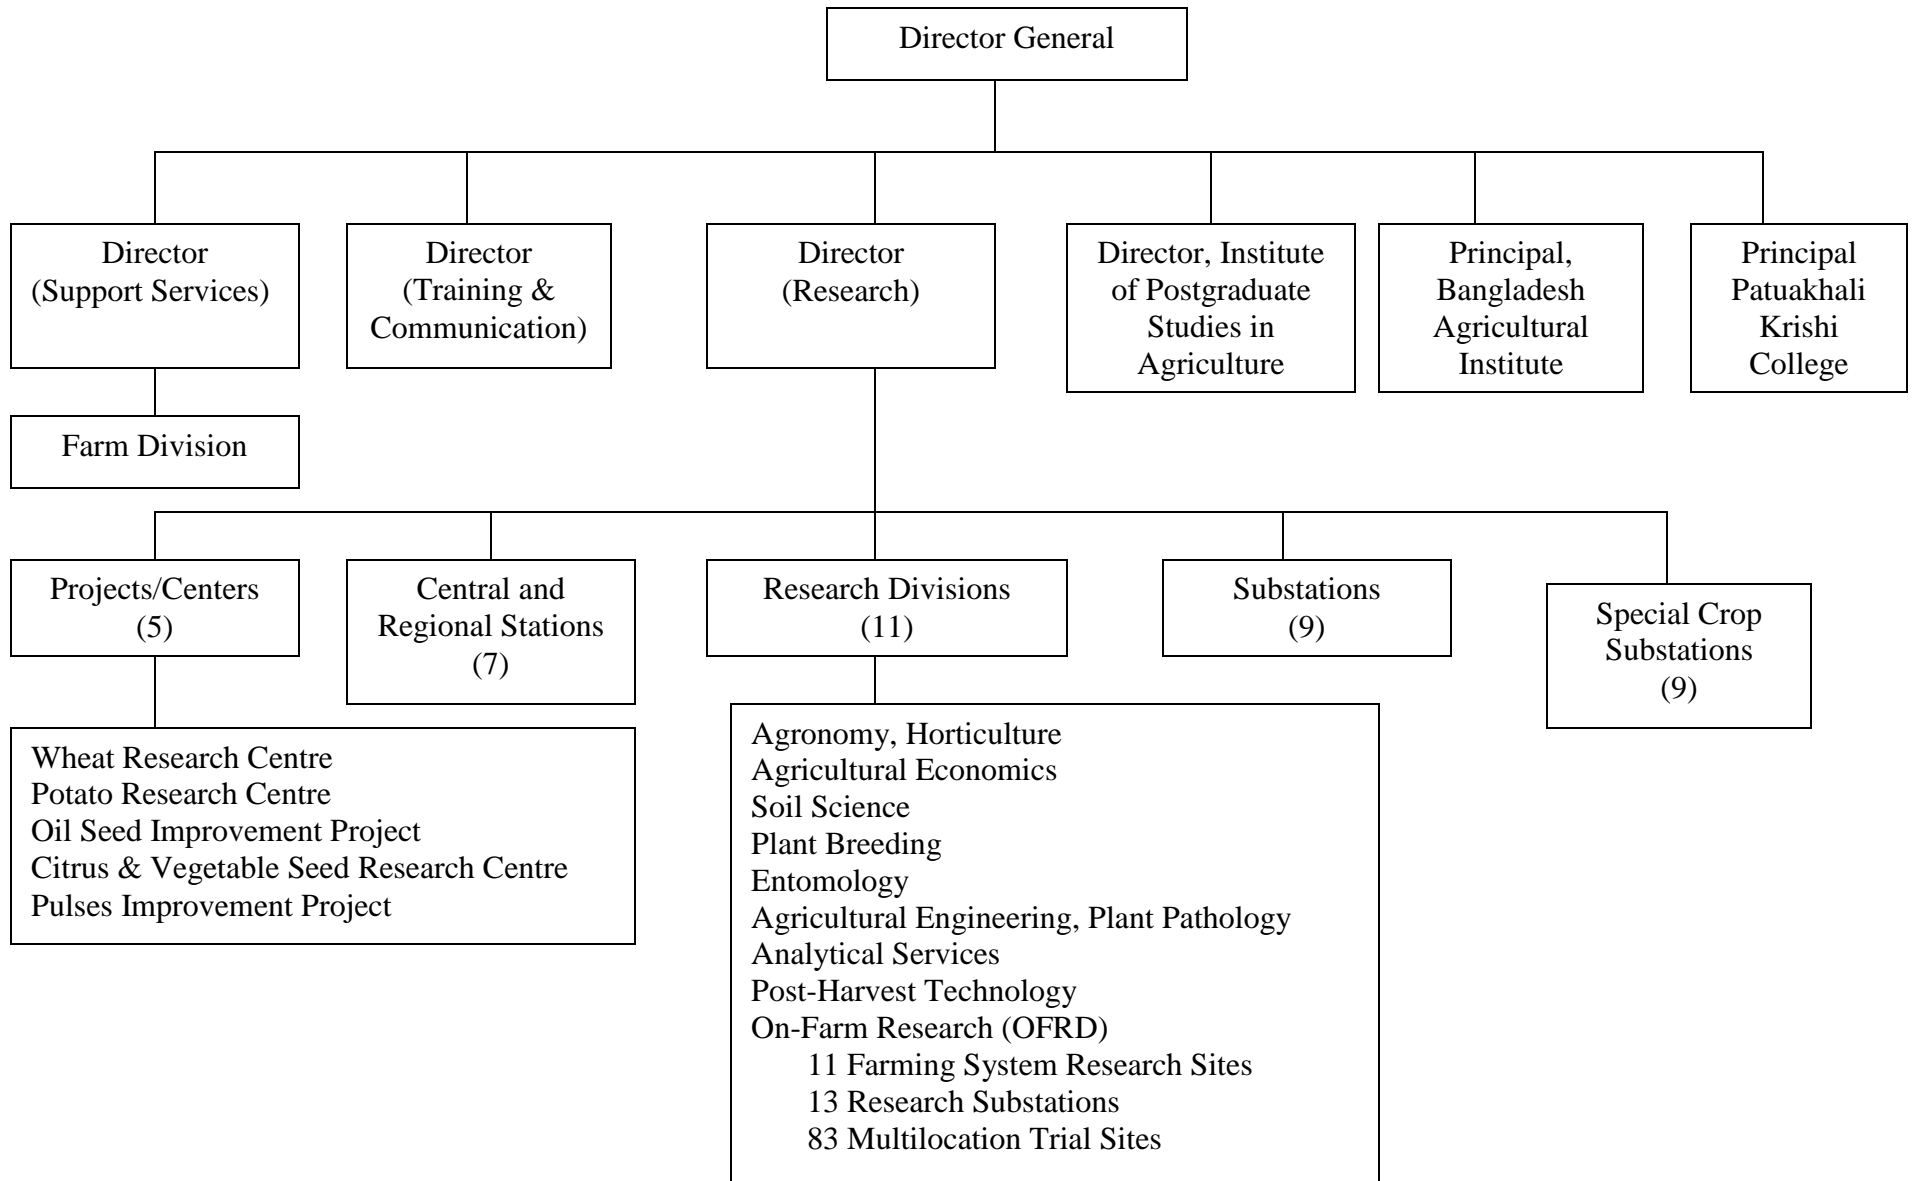 Director General
Director
(Support Services)
Director
(Training &
Communication)
Director
(Research)
Director, Institute
of Postgraduate
Studies in
Agriculture
Principal,
Bangladesh
Agricultural
Institute
Principal
Patuakhali
Krishi
College
Farm Division
Projects/Centers
(5)
Central and
Regional Stations
(7)
Research Divisions
(11)
Substations
(9)
Special Crop
Substations
(9)
Wheat Research Centre
Potato Research Centre
Oil Seed Improvement Project
Citrus & Vegetable Seed Research Centre
Pulses Improvement Project
Agronomy, Horticulture
Agricultural Economics
Soil Science
Plant Breeding
Entomology
Agricultural Engineering, Plant Pathology
Analytical Services
Post-Harvest Technology
On-Farm Research (OFRD)
11 Farming System Research Sites
13 Research Substations
83 Multilocation Trial Sites